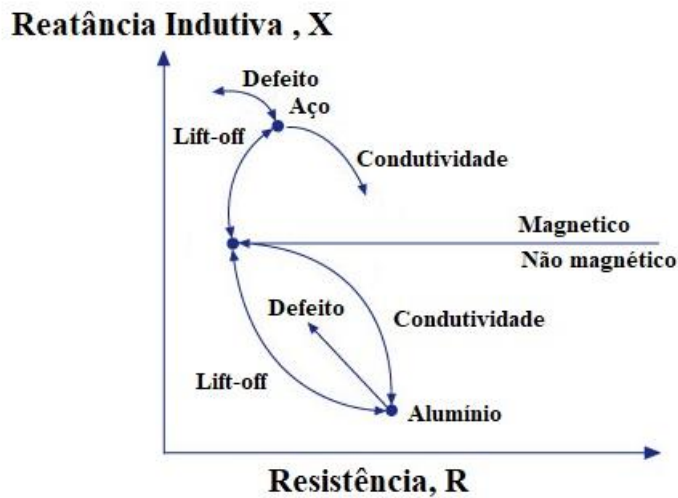 Reatância Indutiva , X
Defeito
Aço
Lift-off
Condutividade
Magnetico
Não magnético
Defeito
Condutividade
Lift-off
Alumínio
Resistência, R